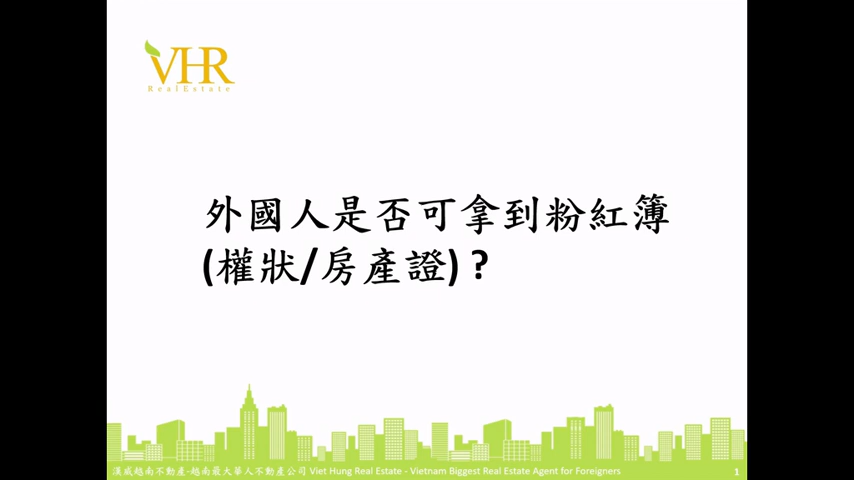 VHR
RealEstate
外國人是否可拿到粉紅簿
(權狀/房產證)？
漢威越南不動產-越南最大華人不動產公司 Viet Hung Real Estate - Vietnam Biggest Real Estate Agent for Foreigners
1